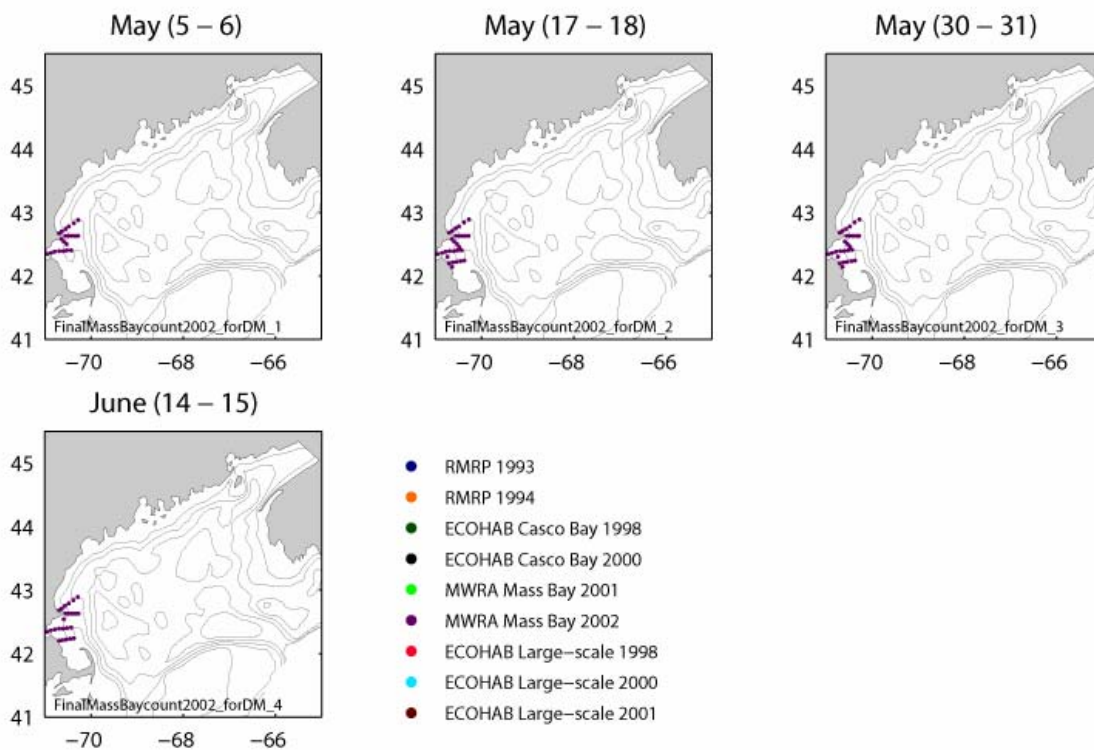 May (5 – 6)
May (17 – 18)
May (30 – 31)
45
44
43
42
41
FinalMassBaycount2002_forDM_1
−70
−68
−66
45
44
43
42
41
FinalMassBaycount2002_forDM_2
−70
−68
−66
45
44
43
42
41
FinalMassBaycount2002_forDM_3
−70
−68
−66
June (14 – 15)
45
44
43
42
41
FinalMassBaycount2002_forDM_4
−70
−68
−66
RMRP 1993
RMRP 1994
ECOHAB Casco Bay 1998
ECOHAB Casco Bay 2000
MWRA Mass Bay 2001
MWRA Mass Bay 2002
ECOHAB Large−scale 1998
ECOHAB Large−scale 2000
ECOHAB Large−scale 2001